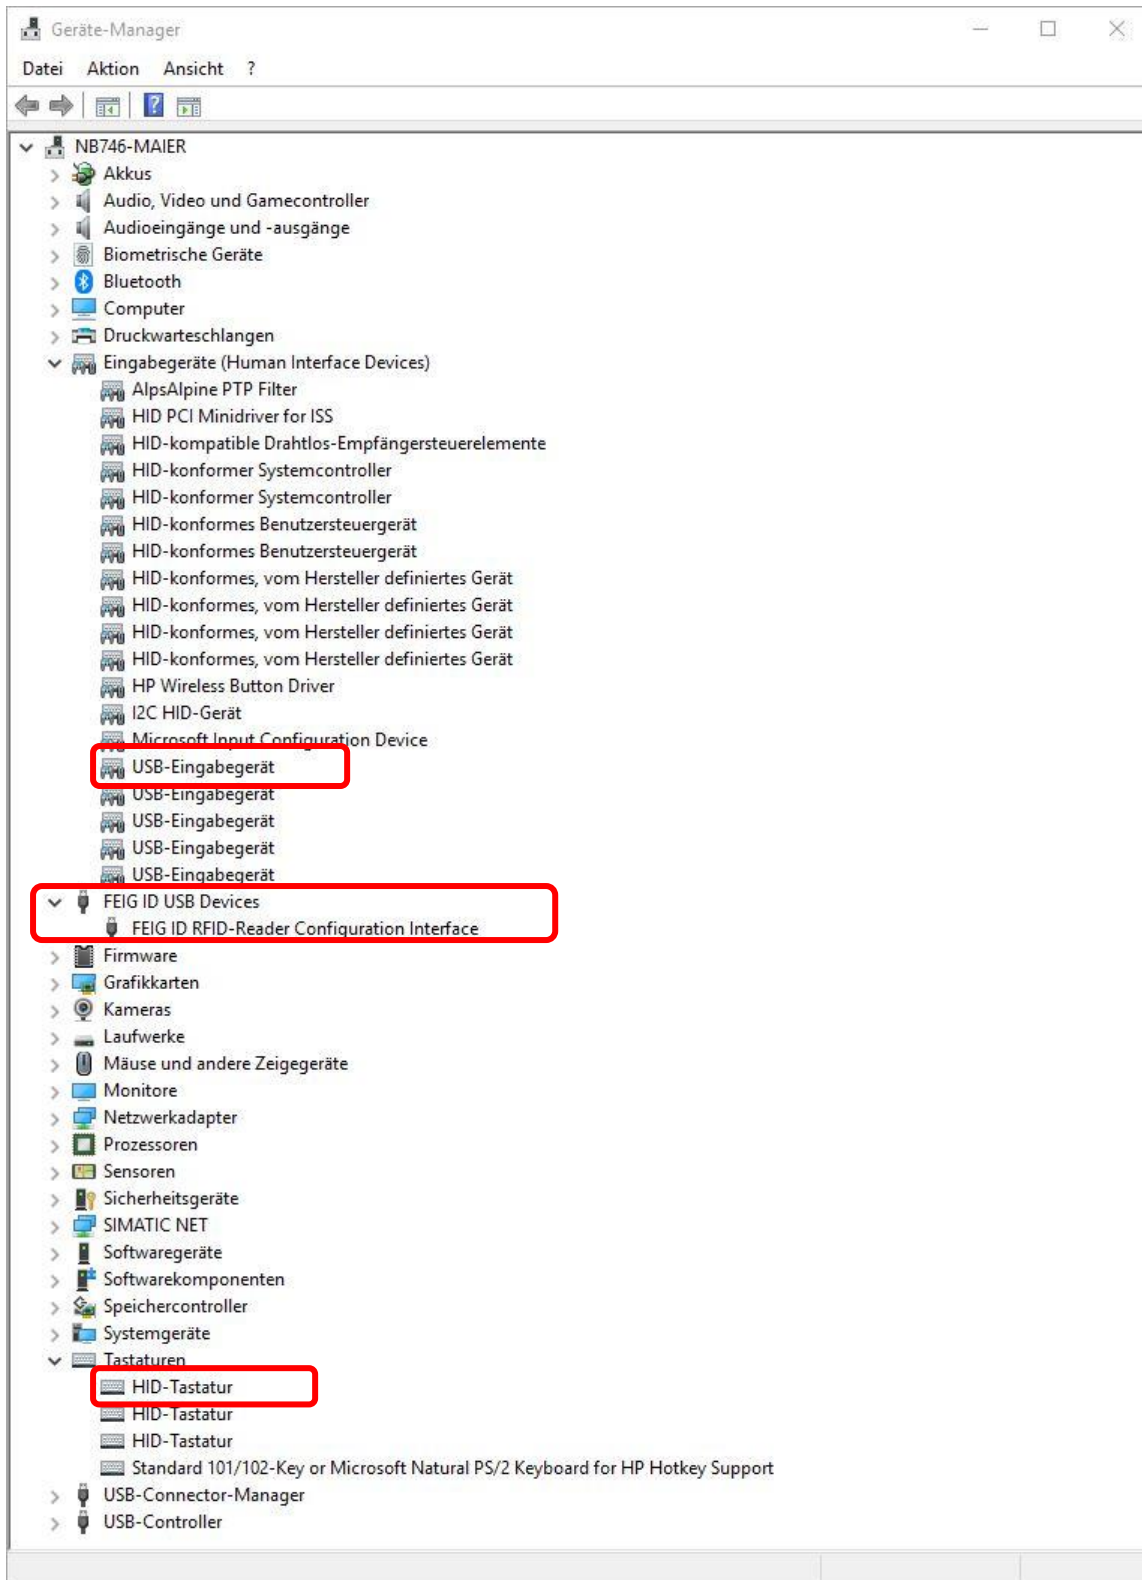 Geräte-Manager
Datei Aktion Ansicht ?
NB746-MAIER
Akkus
Audio, Video und Gamecontroller
Audioeingänge und -ausgänge
Biometrische Geräte
Bluetooth
Computer
Druckwarteschlangen
Eingabegeräte (Human Interface Devices)
AlpsAlpine PTP Filter
HID PCI Minidriver for ISS
HID-kompatible Drahtlos-Empfängersteuerelemente
HID-konformer Systemcontroller
HID-konformer Systemcontroller
HID-konformes Benutzersteuergerät
HID-konformes Benutzersteuergerät
HID-konformes, vom Hersteller definiertes Gerät
HID-konformes, vom Hersteller definiertes Gerät
HID-konformes, vom Hersteller definiertes Gerät
HID-konformes, vom Hersteller definiertes Gerät
HP Wireless Button Driver
I2C HID-Gerät
Microsoft Input Configuration Device
USB-Eingabegerät
USB-Eingabegerät
USB-Eingabegerät
USB-Eingabegerät
USB-Eingabegerät
FEIG ID USB Devices
FEIG ID RFID-Reader Configuration Interface
Firmware
Grafikkarten
Kameras
Laufwerke
Mäuse und andere Zeigegeräte
Monitore
Netzwerkadapter
Prozessoren
Sensoren
Sicherheitsgeräte
SIMATIC NET
Softwaregeräte
Softwarekomponenten
Speichercontroller
Systemgeräte
Tastaturen
HID-Tastatur
HID-Tastatur
HID-Tastatur
Standard 101/102-Key or Microsoft Natural PS/2 Keyboard for HP Hotkey Support
USB-Connector-Manager
USB-Controller